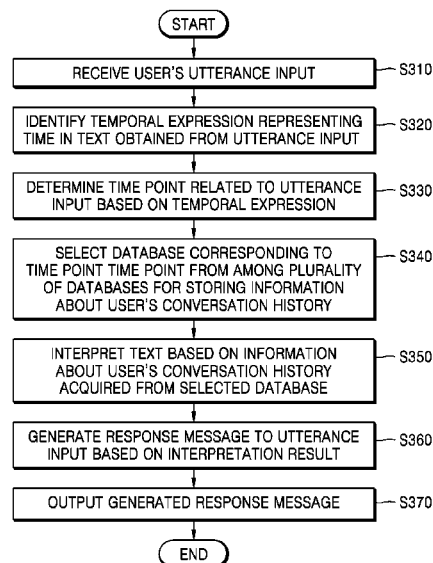 START
RECEIVE USER'S UTTERANCE INPUT
S310
IDENTIFY TEMPORAL EXPRESSION REPRESENTING
TIME IN TEXT OBTAINED FROM UTTERANCE INPUT
S320
DETERMINE TIME POINT RELATED TO UTTERANCE
INPUT BASED ON TEMPORAL EXPRESSION
S330
SELECT DATABASE CORRESPONDING TO
TIME POINT TIME POINT FROM AMONG PLURALITY
OF DATABASES FOR STORING INFORMATION
ABOUT USER'S CONVERSATION HISTORY
S340
INTERPRET TEXT BASED ON INFORMATION
ABOUT USER'S CONVERSATION HISTORY
ACQUIRED FROM SELECTED DATABASE
S350
GENERATE RESPONSE MESSAGE TO UTTERANCE
INPUT BASED ON INTERPRETATION RESULT
S360
OUTPUT GENERATED RESPONSE MESSAGE
S370
END